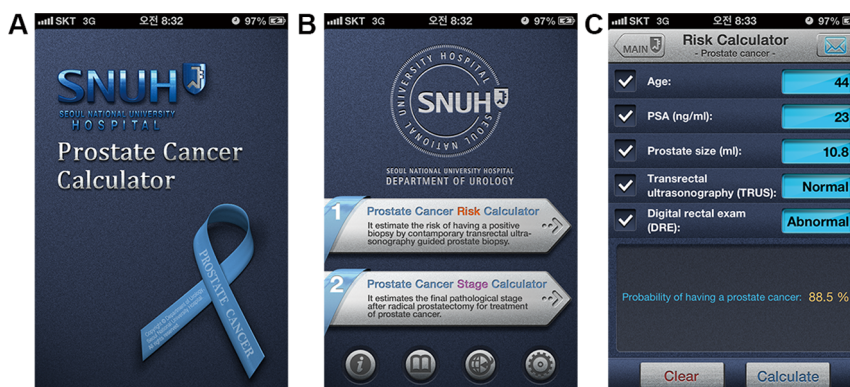 A
SKT 3G 오전 8:32 97%
SNUH
SEOUL NATIONAL UNIVERSITY
HOSPITAL
Prostate Cancer
Calculator
PROSTATE CANCER
B
SKT 3G 오전 8:32 97%
SEOUL NATIONAL UNIVERSITY HOSPITAL
SNUH
SEOUL NATIONAL UNIVERSITY HOSPITAL
DEPARTMENT OF UROLOGY
1
Prostate Cancer Risk Calculator
It estimate the risk of having a positive
biopsy by contemporary transrectal ultra-
sonography guided prostate biopsy.
2
Prostate Cancer Stage Calculator
It estimates the final pathological stage
after radical prostatectomy for treatment
of prostate cancer.
C
SKT 3G 오전 8:33 97%
MAIN
Risk Calculator
- Prostate cancer -
Age: 44
PSA (ng/ml): 23
Prostate size (ml): 10.8
Transrectal
ultrasonography (TRUS): Normal
Digital rectal exam
(DRE): Abnormal
Probability of having a prostate cancer: 88.5 %
Clear Calculate